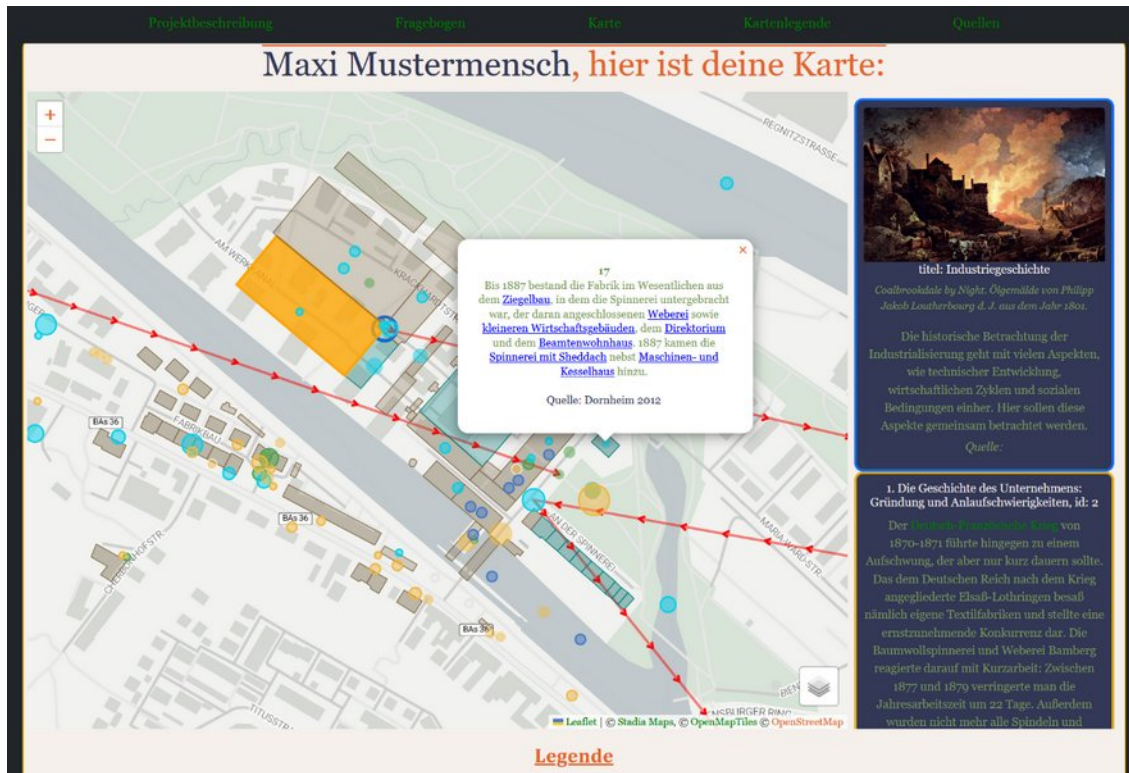 Projektbeschreibung Fragebogen Karte Kartenlegende Quellen
Maxi Mustermensch, hier ist deine Karte:
+
−
REGNITZSTRASSE
AM WERKKANAL
KRACKHARDTSTR.
17
Bis 1887 bestand die Fabrik im Wesentlichen aus
dem Ziegelbau, in dem die Spinnerei untergebracht
war, der daran angeschlossenen Weberei sowie
kleineren Wirtschaftsgebäuden, dem Direktorium
und dem Beamtenwohnhaus. 1887 kamen die
Spinnerei mit Sheddach nebst Maschinen- und
Kesselhaus hinzu.
Quelle: Dornheim 2012
BAs 36
FABRIKBAU
BAs 36
AN DER SPINNEREI
MARIA-WARD-STR.
CHERBONHOFSTR.
BAs 36
TITUSSTR.
NSBURGER RING
Leaflet | © Stadia Maps, © OpenMapTiles © OpenStreetMap
titel: Industriegeschichte
Coalbrookdale by Night. Ölgemälde von Philipp
Jakob Loutherbourg d. J. aus dem Jahr 1801.
Die historische Betrachtung der
Industrialisierung geht mit vielen Aspekten,
wie technischer Entwicklung,
wirtschaftlichen Zyklen und sozialen
Bedingungen einher. Hier sollen diese
Aspekte gemeinsam betrachtet werden.
Quelle:
1. Die Geschichte des Unternehmens:
Gründung und Anlaufschwierigkeiten, id: 2
Der Deutsch-Französische Krieg von
1870-1871 führte hingegen zu einem
Aufschwung, der aber nur kurz dauern sollte.
Das dem Deutschen Reich nach dem Krieg
angegliederte Elsaß-Lothringen besaß
nämlich eigene Textilfabriken und stellte eine
ernstzunehmende Konkurrenz dar. Die
Baumwollspinnerei und Weberei Bamberg
reagierte darauf mit Kurzarbeit: Zwischen
1877 und 1879 verringerte man die
Jahresarbeitszeit um 22 Tage. Außerdem
wurden nicht mehr alle Spindeln und
Legende